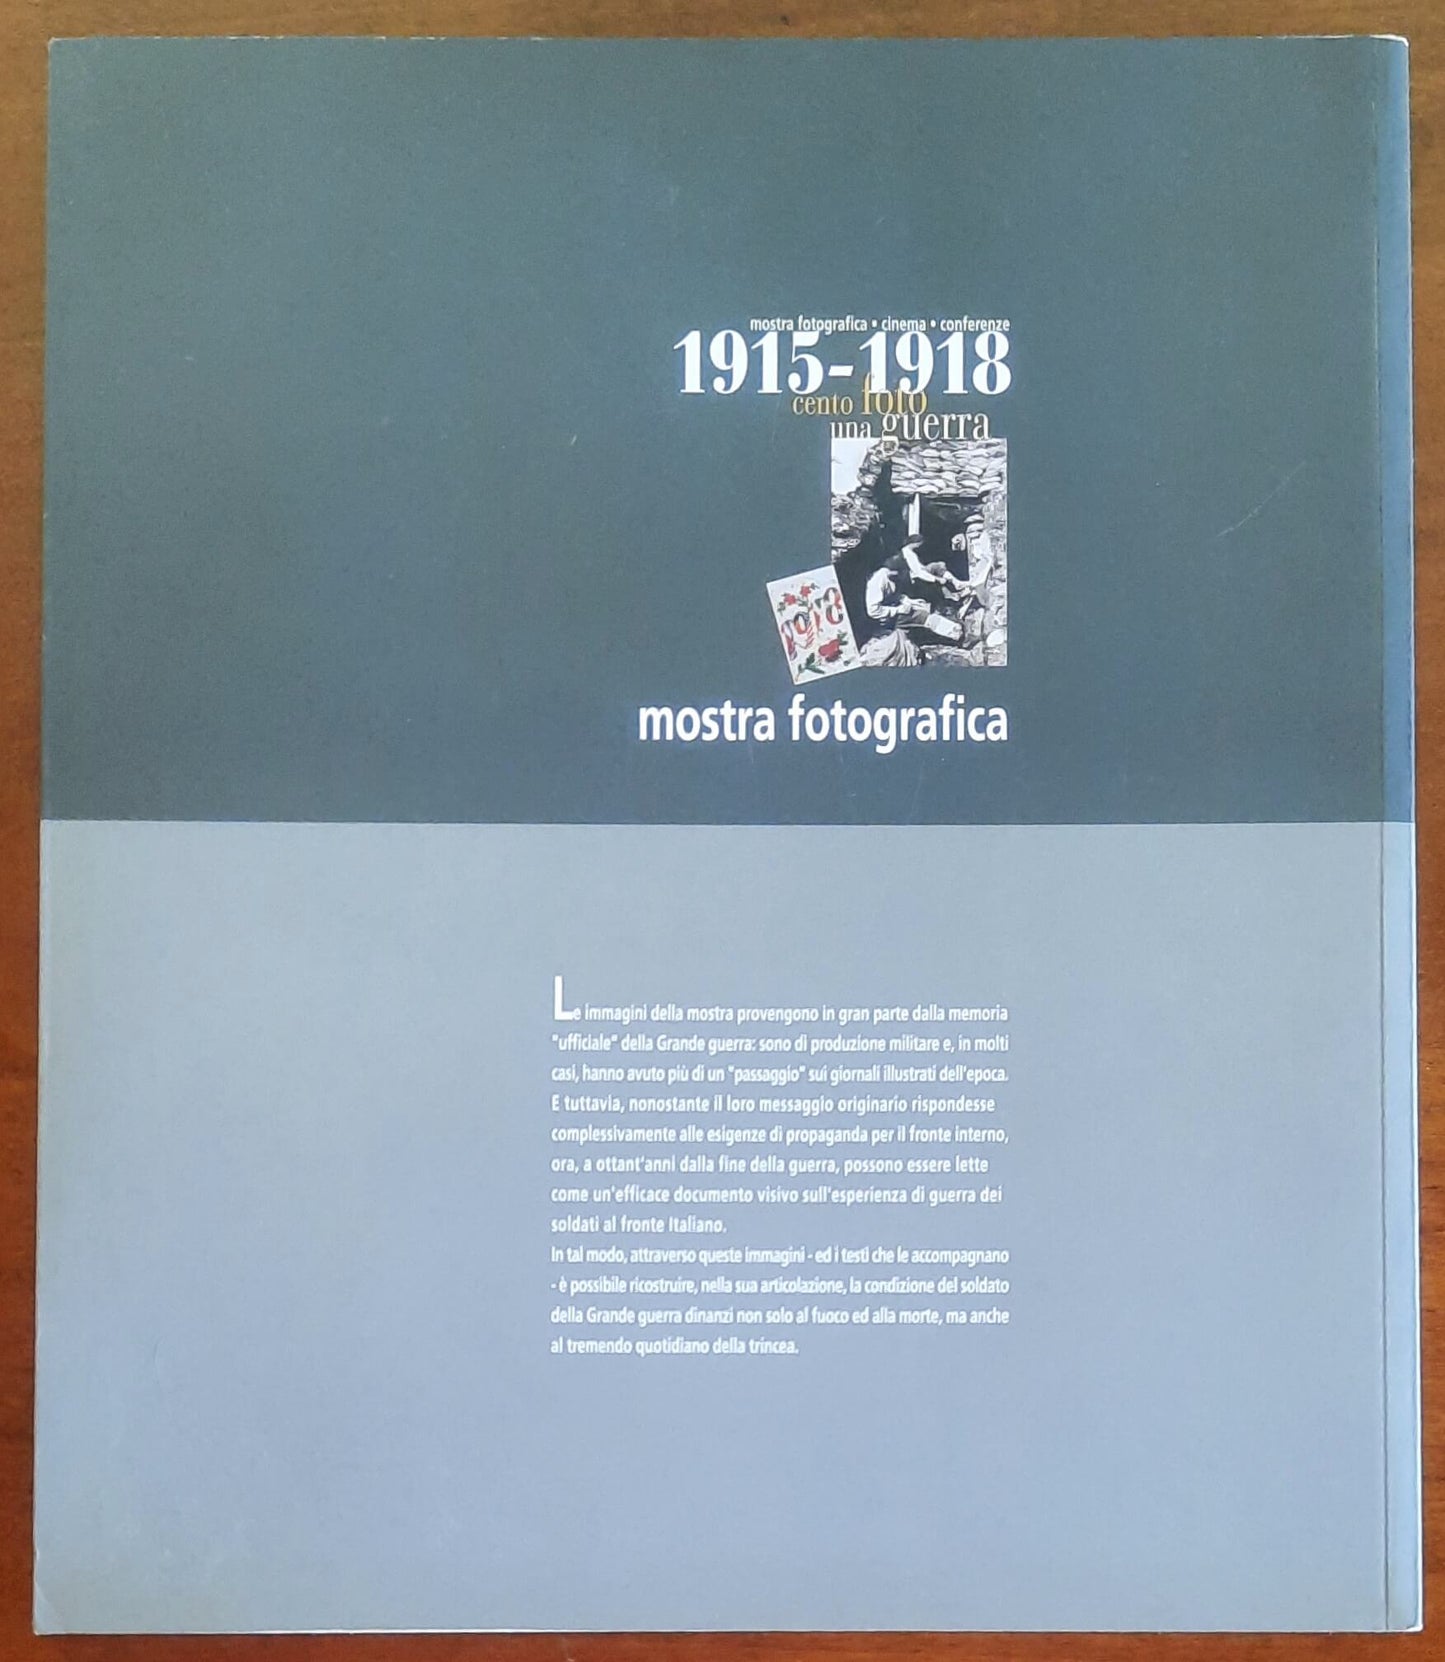 mostra fotografica • cinema • conferenze
1915-1918
cento foto
una guerra
1918
mostra fotografica
Le immagini della mostra provengono in gran parte dalla memoria
"ufficiale" della Grande guerra: sono di produzione militare e, in molti
casi, hanno avuto più di un "passaggio" sui giornali illustrati dell'epoca.
E tuttavia, nonostante il loro messaggio originario rispondesse
complessivamente alle esigenze di propaganda per il fronte interno,
ora, a ottant'anni dalla fine della guerra, possono essere lette
come un'efficace documento visivo sull'esperienza di guerra dei
soldati al fronte Italiano.
In tal modo, attraverso queste immagini - ed i testi che le accompagnano
- è possibile ricostruire, nella sua articolazione, la condizione del soldato
della Grande guerra dinanzi non solo al fuoco ed alla morte, ma anche
al tremendo quotidiano della trincea.